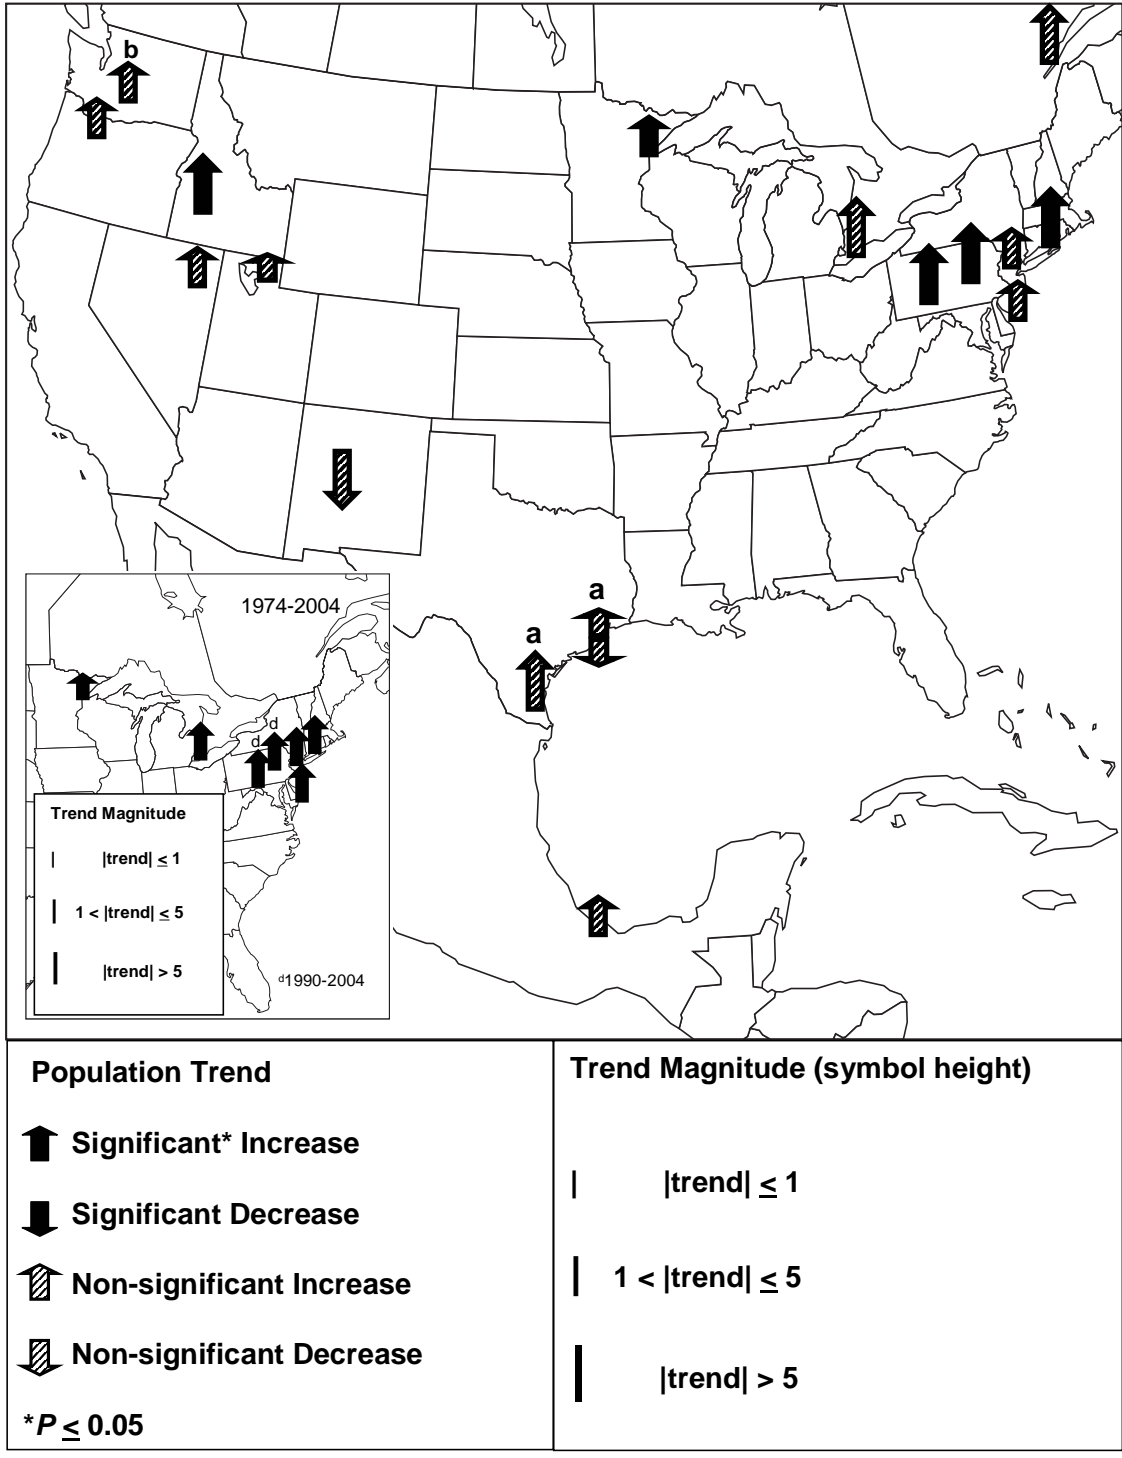 b
a
a
1974-2004
d
d
Trend Magnitude
|trend| ≤ 1
1 < |trend| ≤ 5
|trend| > 5
d1990-2004
Population Trend
Significant* Increase
Significant Decrease
Non-significant Increase
Non-significant Decrease
*P ≤ 0.05
Trend Magnitude (symbol height)
|trend| ≤ 1
1 < |trend| ≤ 5
|trend| > 5